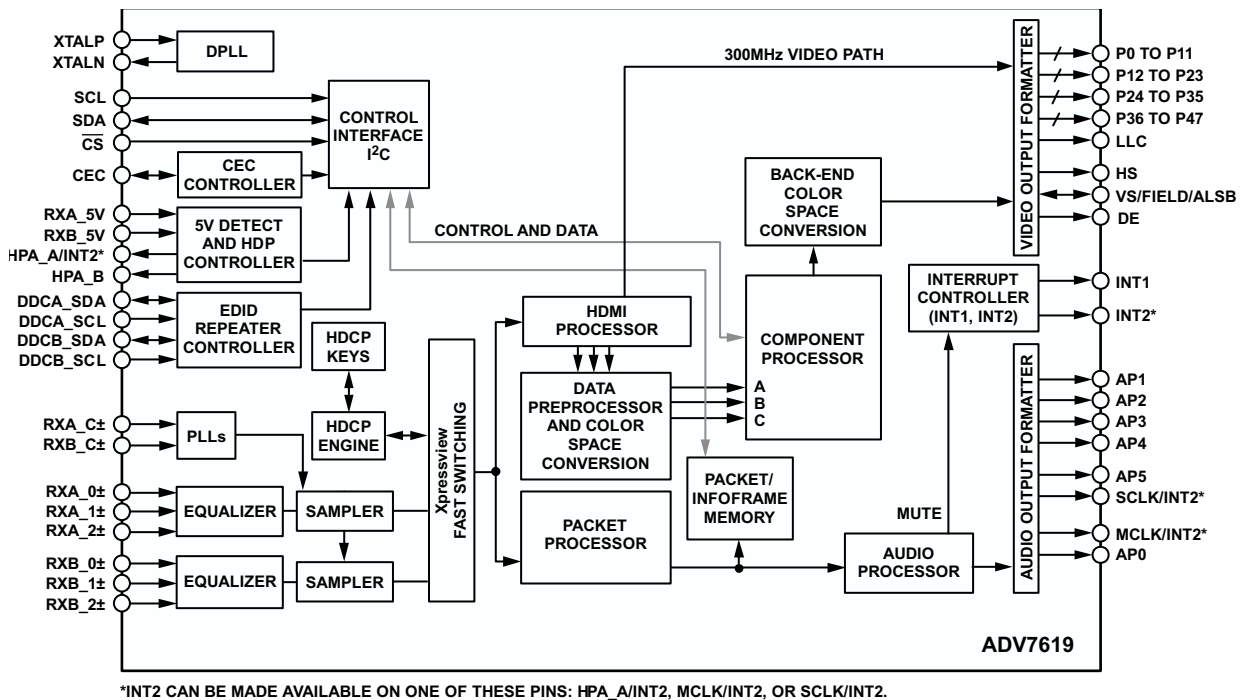 XTALP
XTALN
DPLL
SCL
SDA
CS
CONTROL
INTERFACE
I²C
CEC
CEC
CONTROLLER
RXA_5V
RXB_5V
HPA_A/INT2*
HPA_B
5V DETECT
AND HDP
CONTROLLER
DDCA_SDA
DDCA_SCL
DDCB_SDA
DDCB_SCL
EDID
REPEATER
CONTROLLER
HDCP
KEYS
HDCP
ENGINE
RXA_C±
RXB_C±
PLLs
RXA_0±
RXA_1±
RXA_2±
EQUALIZER
SAMPLER
RXB_0±
RXB_1±
RXB_2±
EQUALIZER
SAMPLER
Xpressview
FAST SWITCHING
300MHz VIDEO PATH
CONTROL AND DATA
HDMI
PROCESSOR
DATA
PREPROCESSOR
AND COLOR
SPACE
CONVERSION
PACKET
PROCESSOR
PACKET/
INFOFRAME
MEMORY
A
B
C
COMPONENT
PROCESSOR
BACK-END
COLOR
SPACE
CONVERSION
INTERRUPT
CONTROLLER
(INT1, INT2)
MUTE
AUDIO
PROCESSOR
VIDEO OUTPUT FORMATTER
P0 TO P11
P12 TO P23
P24 TO P35
P36 TO P47
LLC
HS
VS/FIELD/ALSB
DE
INT1
INT2*
AUDIO OUTPUT FORMATTER
AP1
AP2
AP3
AP4
AP5
SCLK/INT2*
MCLK/INT2*
AP0
ADV7619
*INT2 CAN BE MADE AVAILABLE ON ONE OF THESE PINS: HPA_A/INT2, MCLK/INT2, OR SCLK/INT2.